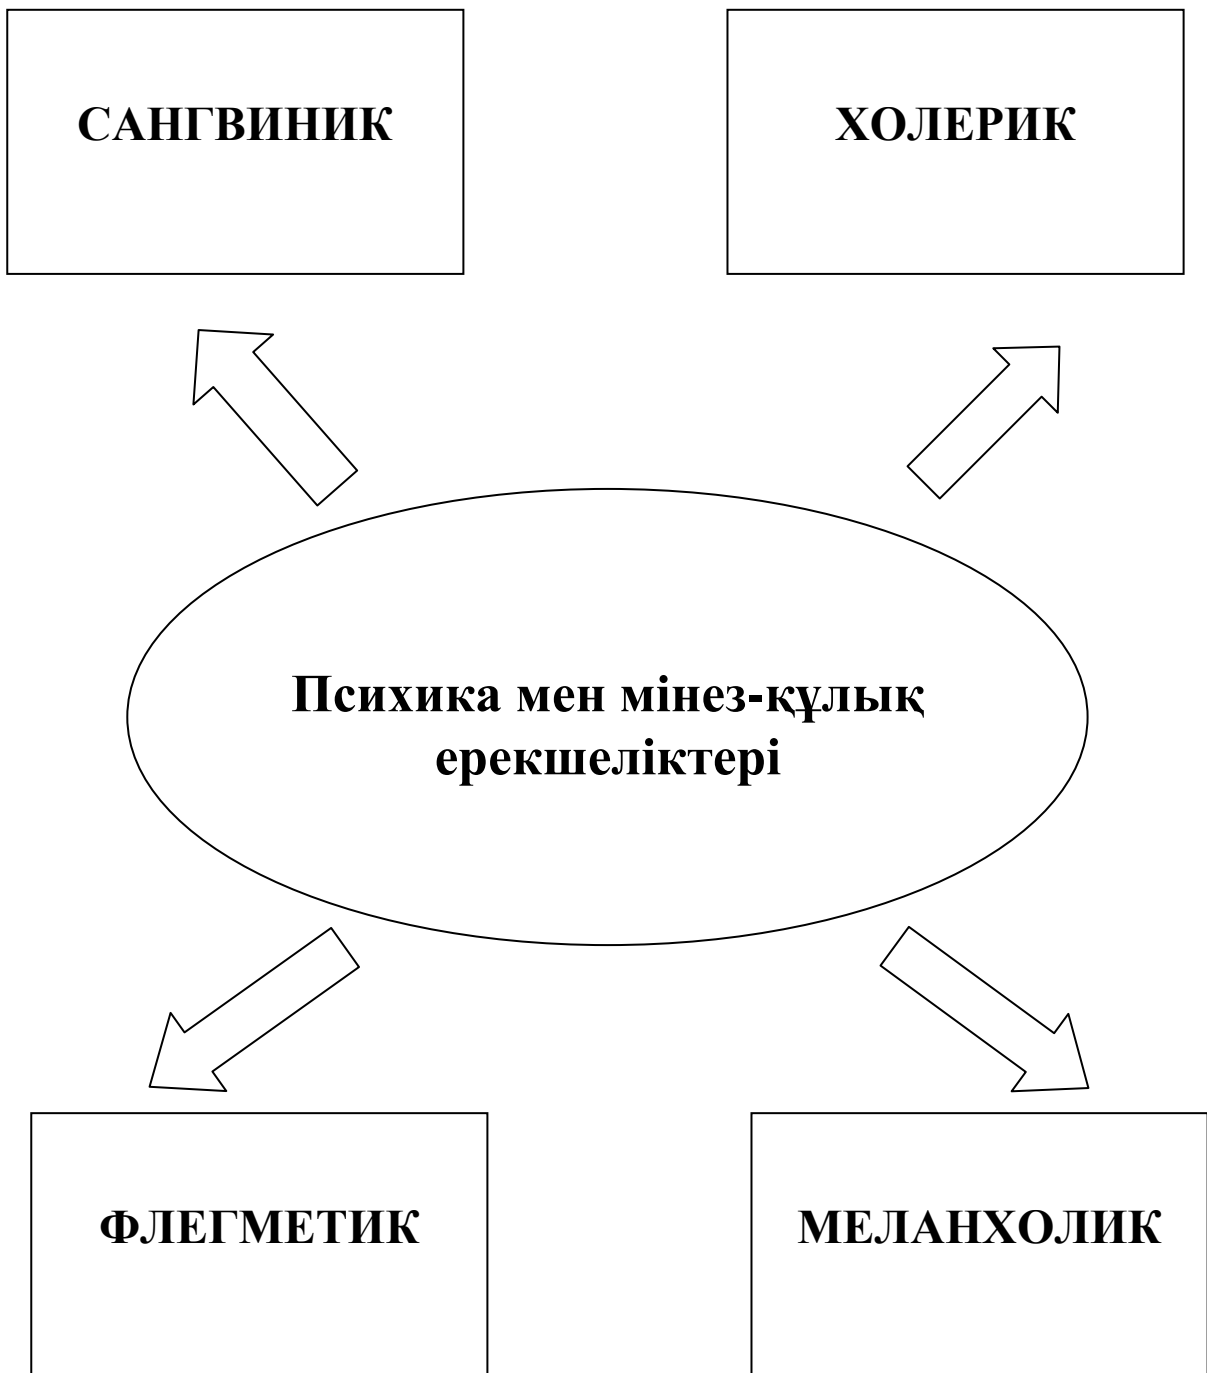 САНГВИНИК
ХОЛЕРИК
Психика мен мінез-құлық
ерекшеліктері
ФЛЕГМЕТИК
МЕЛАНХОЛИК